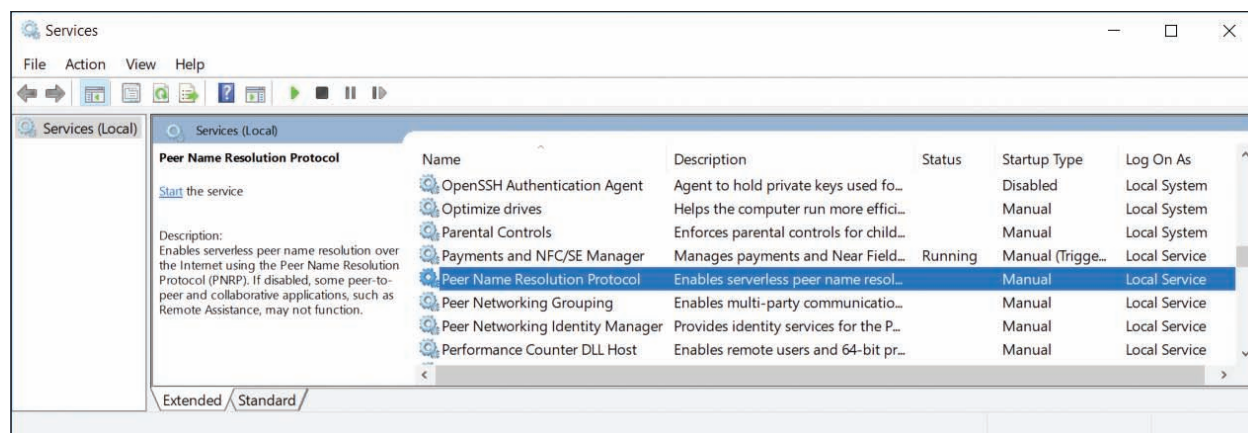 Services
File Action View Help
Services (Local)
Services (Local)
Peer Name Resolution Protocol
Start the service
Description:
Enables serverless peer name resolution over
the Internet using the Peer Name Resolution
Protocol (PNRP). If disabled, some peer-to-
peer and collaborative applications, such as
Remote Assistance, may not function.
Name Description Status Startup Type Log On As
OpenSSH Authentication Agent Agent to hold private keys used fo... Disabled Local System
Optimize drives Helps the computer run more effici... Manual Local System
Parental Controls Enforces parental controls for child... Manual Local System
Payments and NFC/SE Manager Manages payments and Near Field... Running Manual (Trigge... Local Service
Peer Name Resolution Protocol Enables serverless peer name resol... Manual Local Service
Peer Networking Grouping Enables multi-party communicatio... Manual Local Service
Peer Networking Identity Manager Provides identity services for the P... Manual Local Service
Performance Counter DLL Host Enables remote users and 64-bit pr... Manual Local Service
Extended Standard